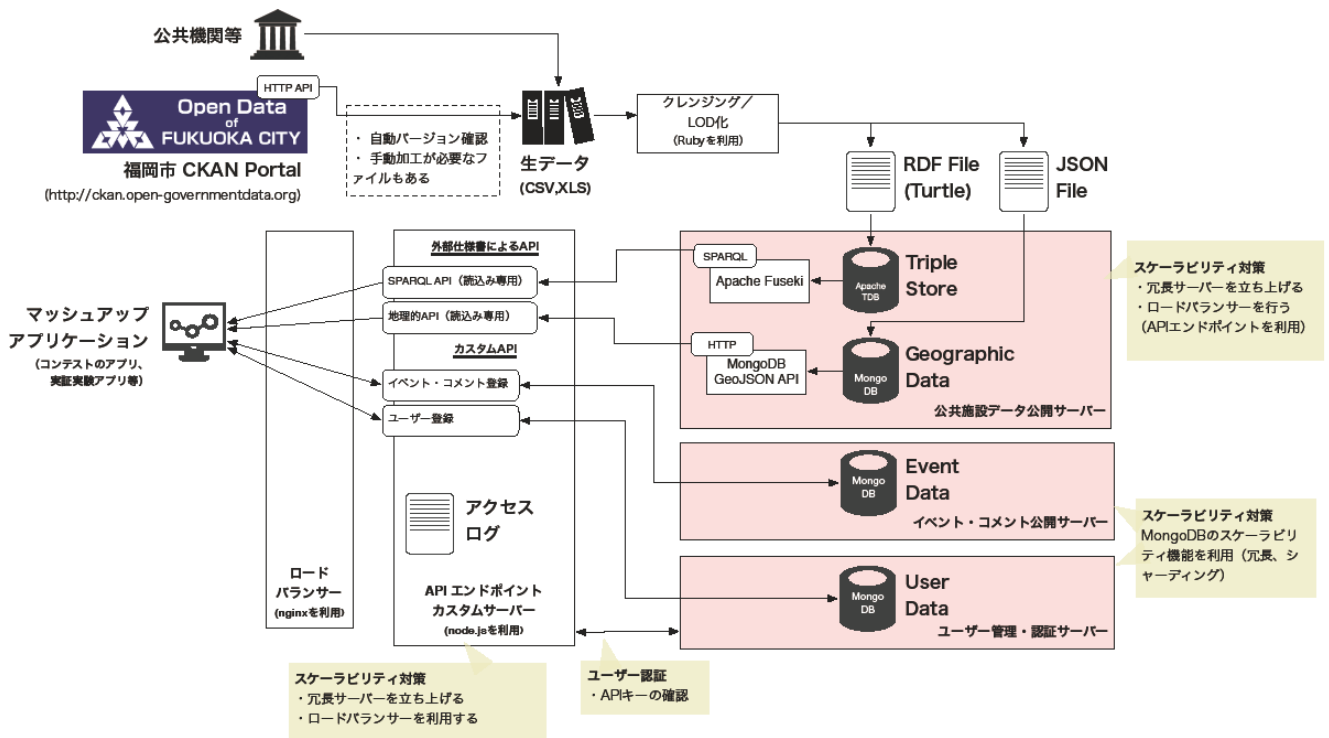 公共機関等
HTTP API
Open Data
of
FUKUOKA CITY
福岡市 CKAN Portal
(http://ckan.open-governmentdata.org)
・ 自動バージョン確認
・ 手動加工が必要なフ
ァイルもある
生データ
(CSV,XLS)
クレンジング／
LOD化
(Rubyを利用)
RDF File
(Turtle)
JSON
File
マッシュアップ
アプリケーション
(コンテストのアプリ、
実証実験アプリ等)
ロード
バランサー
(nginxを利用)
外部仕様書によるAPI
SPARQL API（読込み専用）
地理的API（読込み専用）
カスタムAPI
イベント・コメント登録
ユーザー登録
アクセス
ログ
API エンドポイント
カスタムサーバー
(node.jsを利用)
SPARQL
Apache Fuseki
Apache
TDB
Triple
Store
HTTP
MongoDB
GeoJSON API
Mongo
DB
Geographic
Data
公共施設データ公開サーバー
Mongo
DB
Event
Data
イベント・コメント公開サーバー
Mongo
DB
User
Data
ユーザー管理・認証サーバー
スケーラビリティ対策
・冗長サーバーを立ち上げる
・ロードバランサーを行う
（APIエンドポイントを利用）
スケーラビリティ対策
MongoDBのスケーラビリ
ティ機能を利用（冗長、シ
ャーディング）
スケーラビリティ対策
・冗長サーバーを立ち上げる
・ロードバランサーを利用する
ユーザー認証
・APIキーの確認